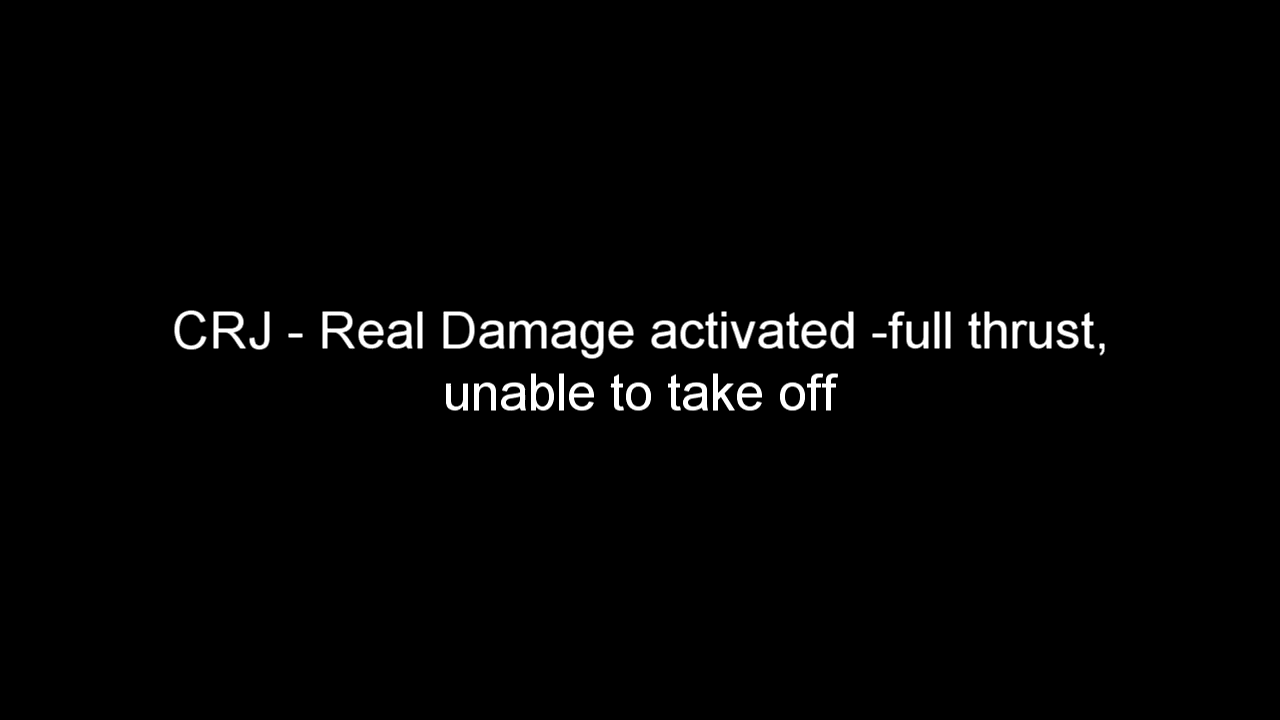 CRJ - Real Damage activated -full thrust,
unable to take off